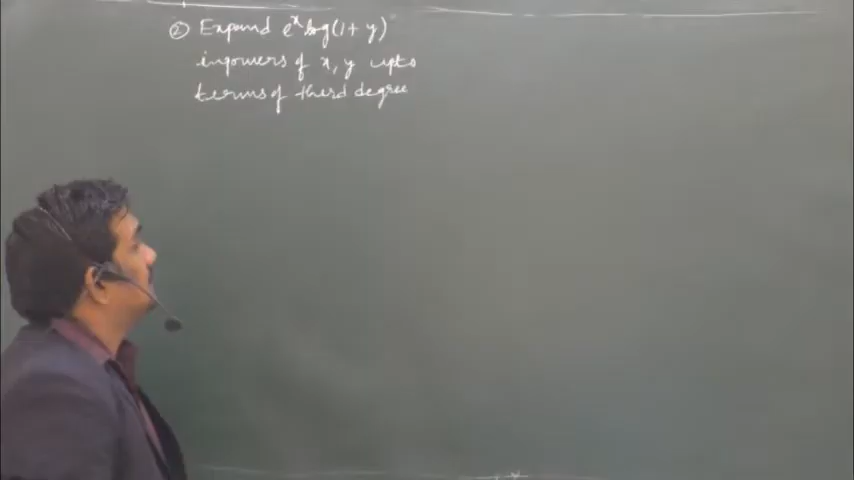 ② Expand e^x log(1+ y)
in powers of x, y upto
terms of third degree